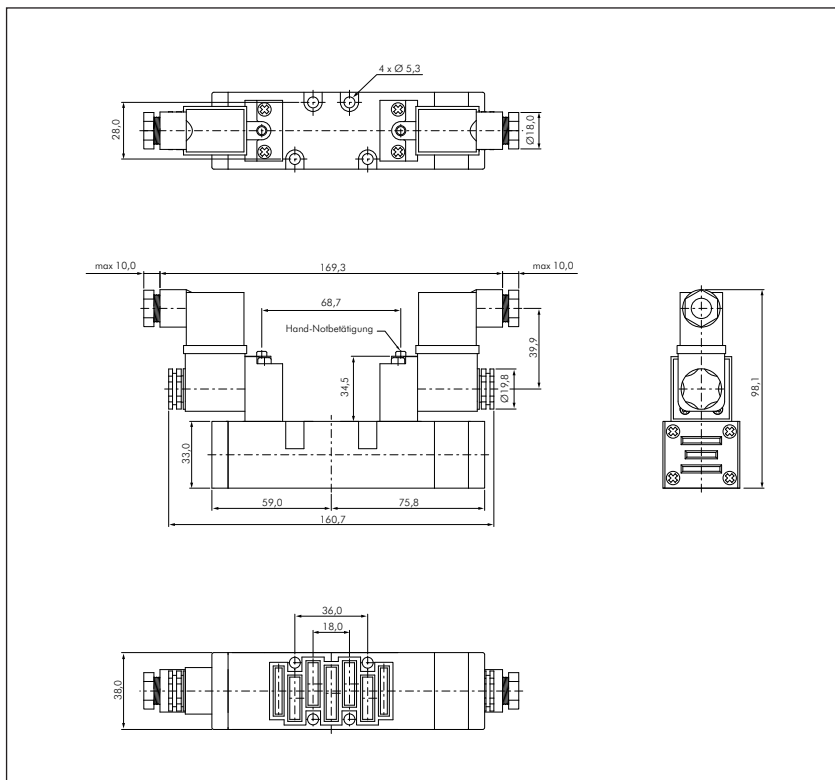 4 x Ø 5,3
28,0
Ø18,0
max 10,0
169,3
max 10,0
68,7
Hand-Notbetätigung
39,9
34,5
Ø19,8
98,1
33,0
59,0
75,8
160,7
36,0
18,0
38,0